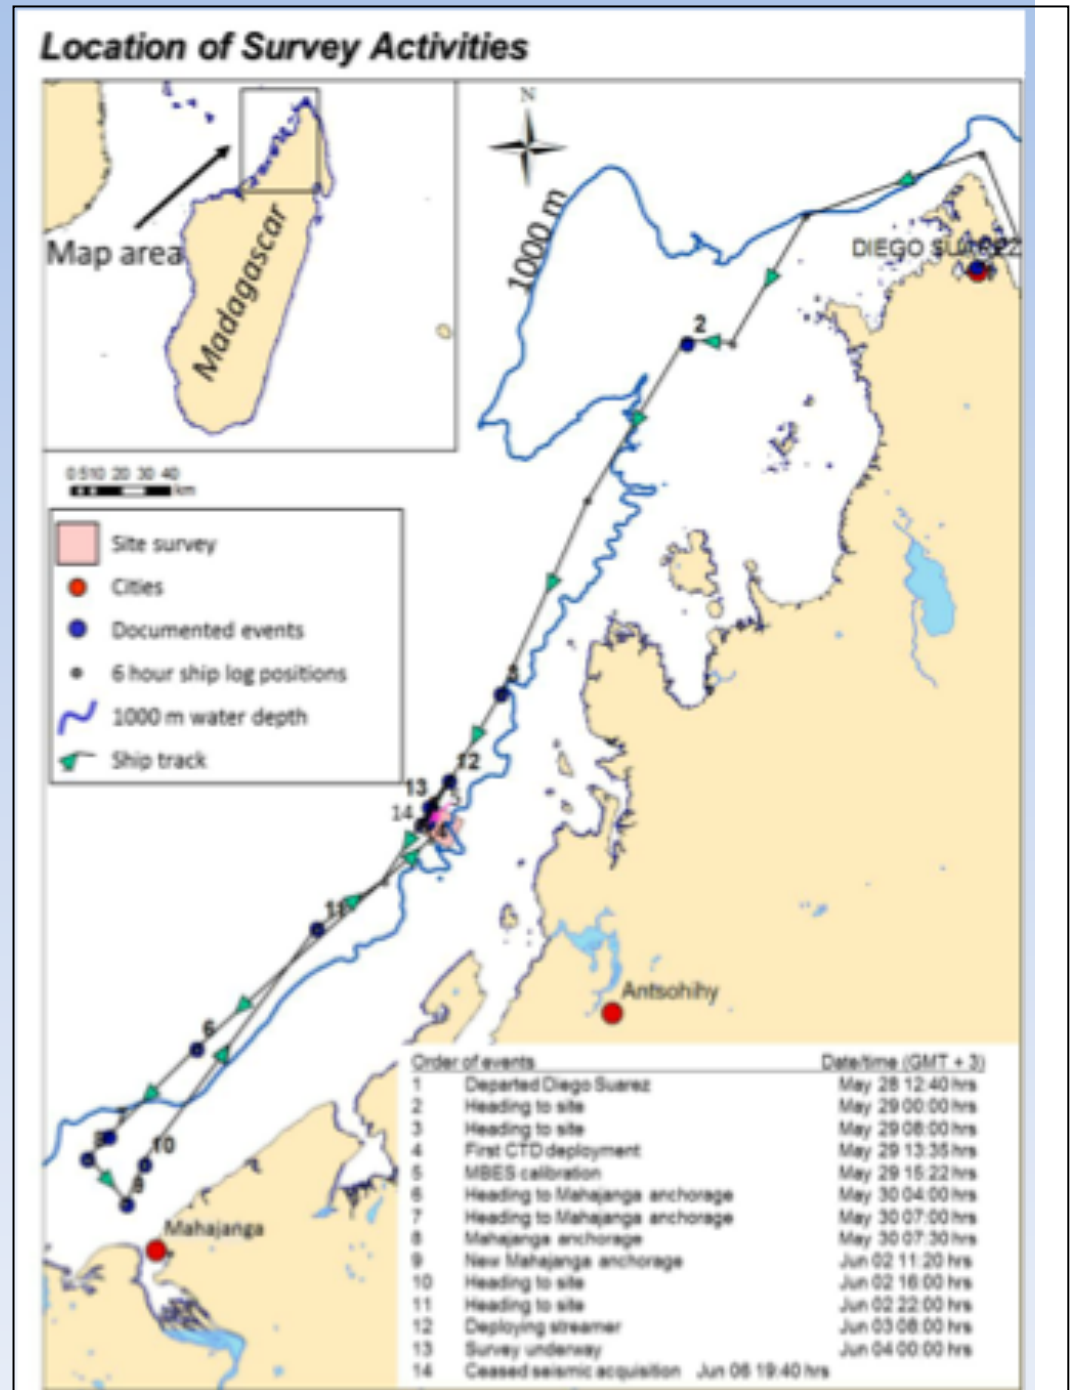 Location of Survey Activities
N
1000 m
Map area
Madagascar
DIEGO SUAREZ
2
0 5 10 20 30 40
km
Site survey
Cities
Documented events
6 hour ship log positions
1000 m water depth
Ship track
3
12
13
5
14
11
6
10
9
Antsohihy
Mahajanga
Order of events Date/time (GMT + 3)
1 Departed Diego Suarez May 28 12:40 hrs
2 Heading to site May 29 00:00 hrs
3 Heading to site May 29 08:00 hrs
4 First CTD deployment May 29 13:35 hrs
5 MBES calibration May 29 15:22 hrs
6 Heading to Mahajanga anchorage May 30 04:00 hrs
7 Heading to Mahajanga anchorage May 30 07:00 hrs
8 Mahajanga anchorage May 30 07:30 hrs
9 New Mahajanga anchorage Jun 02 11:20 hrs
10 Heading to site Jun 02 16:00 hrs
11 Heading to site Jun 02 22:00 hrs
12 Deploying streamer Jun 03 08:00 hrs
13 Survey underway Jun 04 00:00 hrs
14 Ceased seismic acquisition Jun 06 19:40 hrs